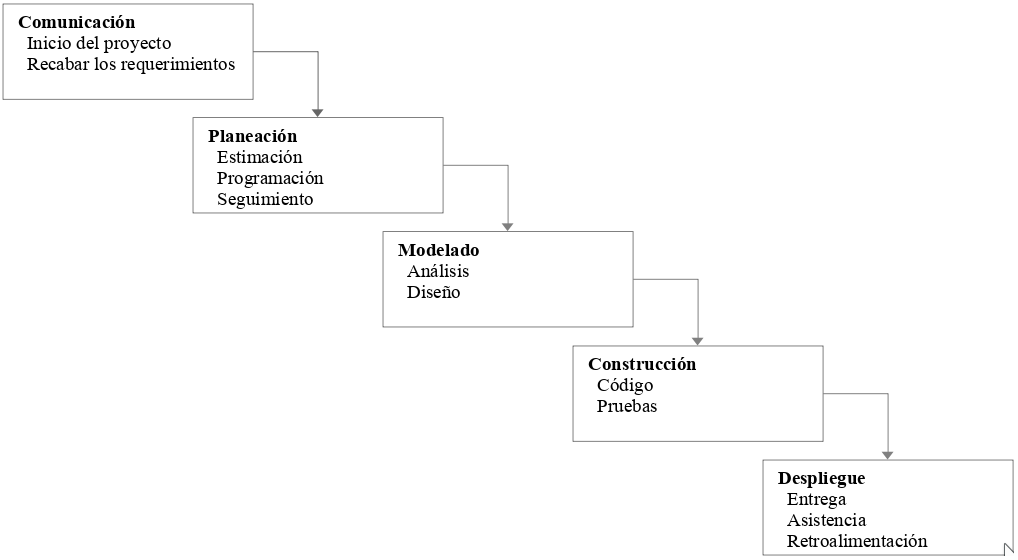 Comunicación
Inicio del proyecto
Recabar los requerimientos
Planeación
Estimación
Programación
Seguimiento
Modelado
Análisis
Diseño
Construcción
Código
Pruebas
Despliegue
Entrega
Asistencia
Retroalimentación